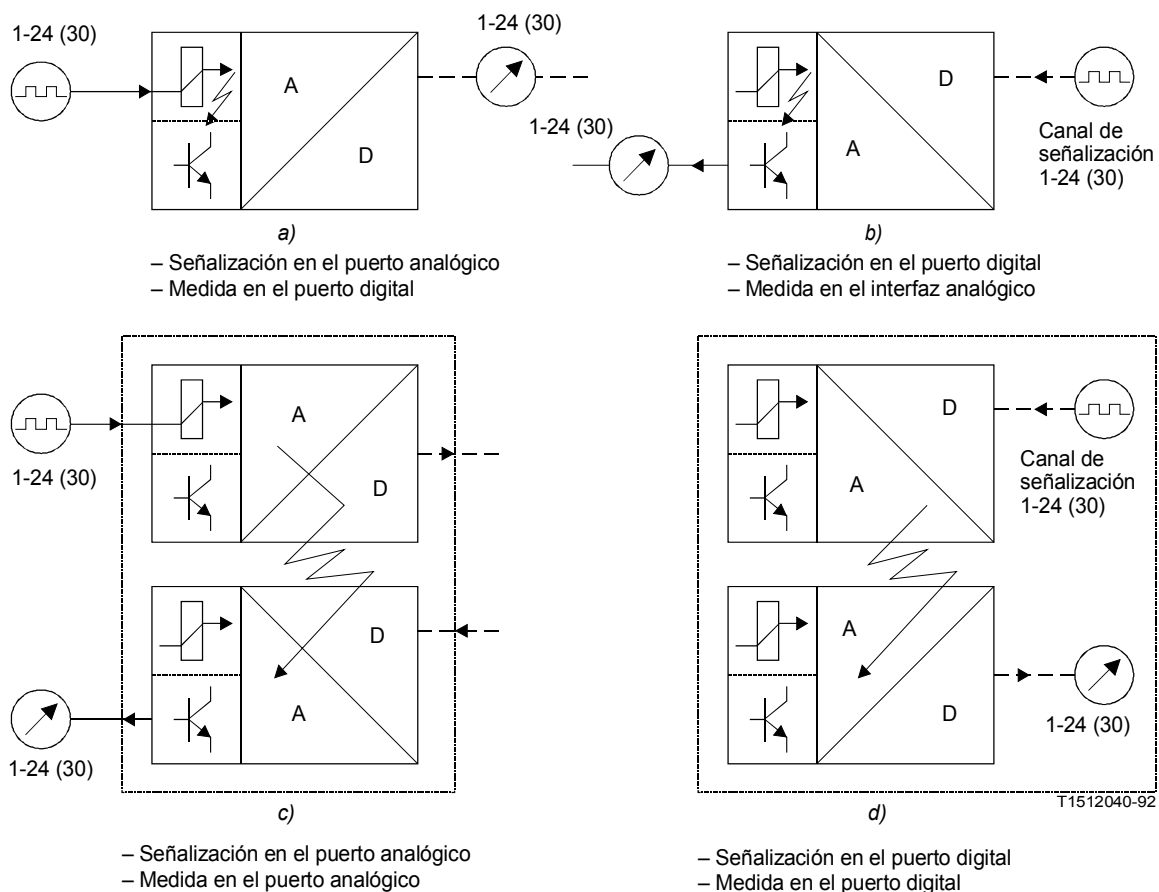 1-24 (30)
A
D
1-24 (30)
a)
– Señalización en el puerto analógico
– Medida en el puerto digital
1-24 (30)
A
D
Canal de
señalización
1-24 (30)
b)
– Señalización en el puerto digital
– Medida en el interfaz analógico
1-24 (30)
A
D
D
A
1-24 (30)
c)
– Señalización en el puerto analógico
– Medida en el puerto analógico
D
A
Canal de
señalización
1-24 (30)
A
D
1-24 (30)
T1512040-92
d)
– Señalización en el puerto digital
– Medida en el puerto digital